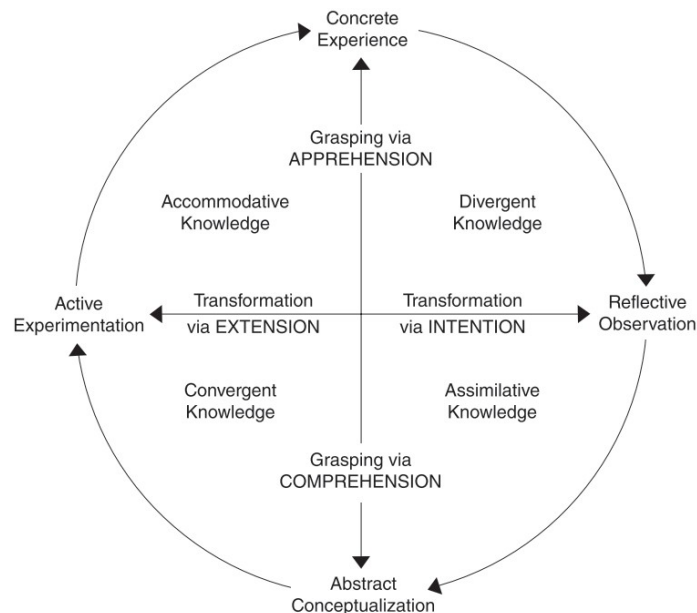 Concrete
Experience
Grasping via
APPREHENSION
Accommodative
Knowledge
Divergent
Knowledge
Active
Experimentation
Transformation
via EXTENSION
Transformation
via INTENTION
Reflective
Observation
Convergent
Knowledge
Assimilative
Knowledge
Grasping via
COMPREHENSION
Abstract
Conceptualization